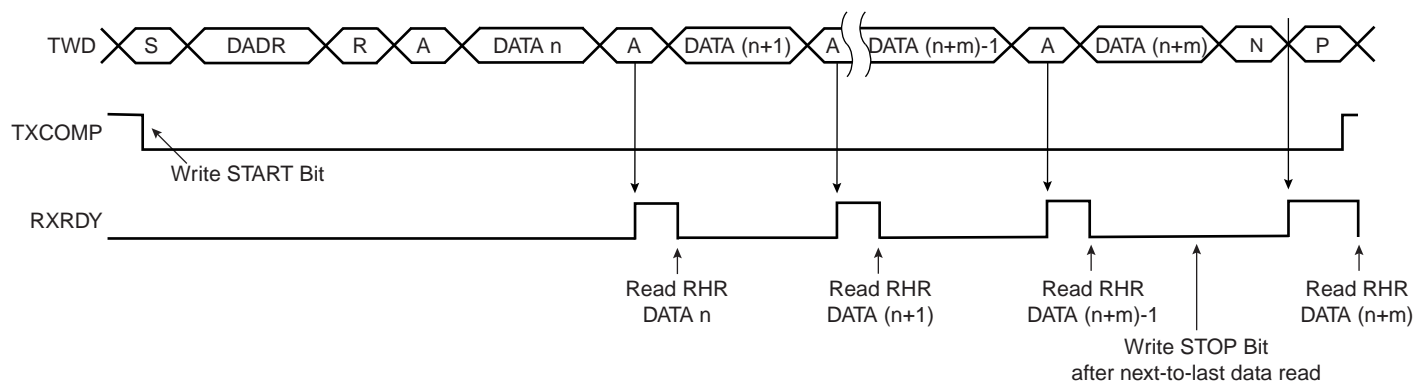 TWD S DADR R A DATA n A DATA (n+1) A DATA (n+m)-1 A DATA (n+m) N P
TXCOMP
Write START Bit
RXRDY
Read RHR Read RHR Read RHR Read RHR
DATA n DATA (n+1) DATA (n+m)-1 DATA (n+m)
Write STOP Bit
after next-to-last data read